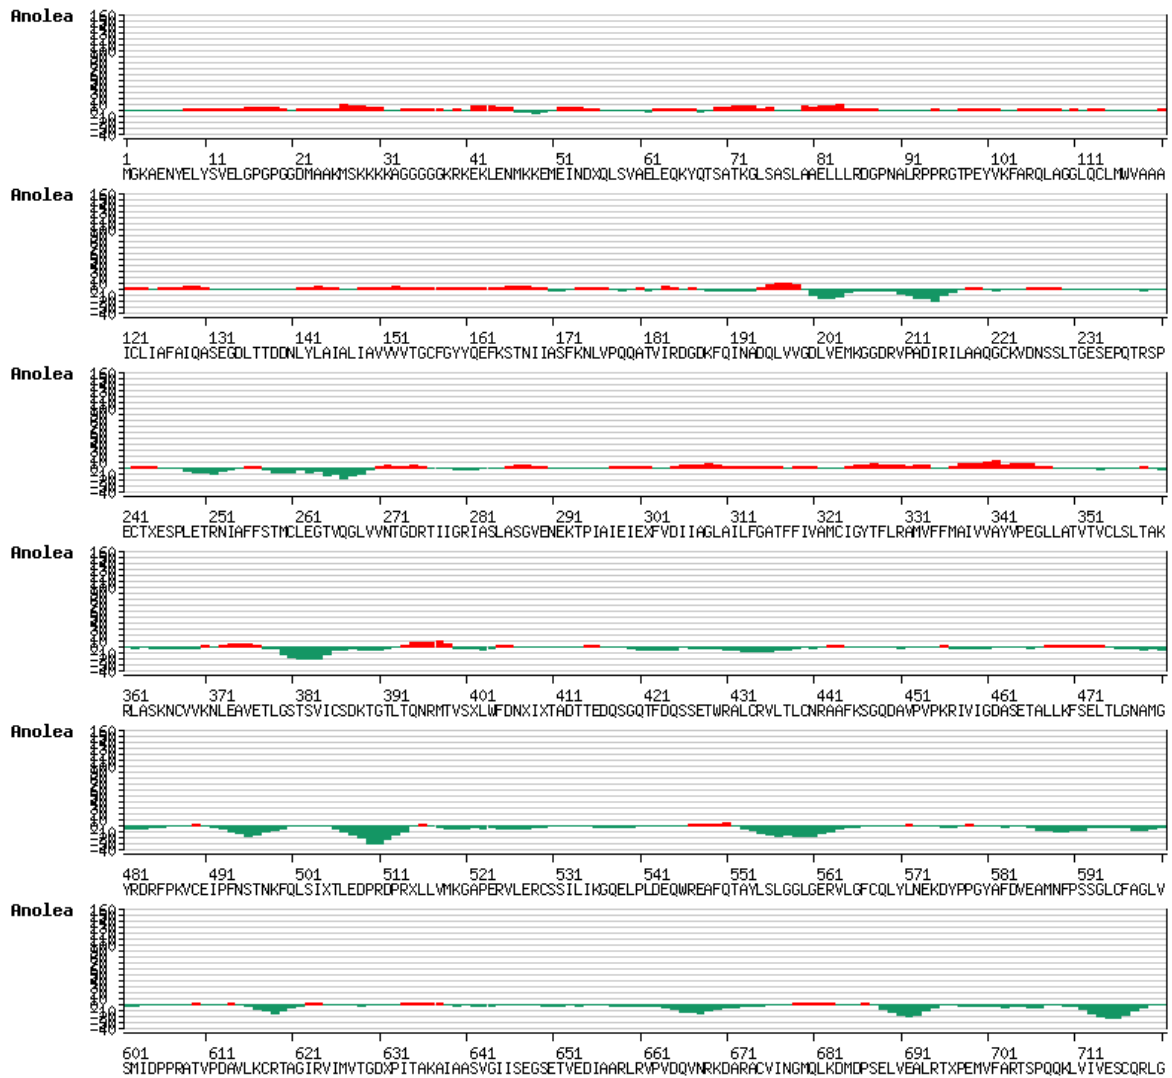 Anolea
1 11 21 31 41 51 61 71 81 91 101 111
MGKAENYELYSVELGPGPGGDMAAKMSKKKKAGGGGGKRKEKLENMKKEMEINDXQLSVAELEQKYQTSATKGLSASLAAELLLRDGPNALRPPRGTPEYVKFARQLAGGLQCLMWVAAA
Anolea
121 131 141 151 161 171 181 191 201 211 221 231
ICLIAFAIQASEGDLTTDDNLYLAIALIAVVVVTGCFGYYQEFKSTNIIASFKNLVPQQATVIRDGDKFQINADQLVVGDLVEMKGGDRVPADIRILAAQGCKVDNSSLTGESEPQTRSP
Anolea
241 251 261 271 281 291 301 311 321 331 341 351
ECTXESPLETRNIAFFSTMCLEGTVQGLVVNTGDRTIIGRIASLASGVENEKTPIAIEIEXFVDIIAGLAILFGATFFIVAMCIGYTFLRAMVFFMAIVVAYVPEGLLATVTVCLSLTAK
Anolea
361 371 381 391 401 411 421 431 441 451 461 471
RLASKNCVVKNLEAVETLGSTSVICSDKTGTLTQNRMTVSXLWFDNXIXTADTTEDQSGQTFDQSSETWRALCRVLTLCNRAAFKSGQDAVPVPKRIVIGDASETALLKFSELTLGNAMG
Anolea
481 491 501 511 521 531 541 551 561 571 581 591
YRDRFPKVCEIPFNSTNKFQLSIXTLEDPRDPRXLLVMKGAPERVLERCSSILIKGQELPLDEQWREAFQTAYLSLGGLGERVLGFCQLYLNEKDYPPGYAFDVEAMNFPSSGLCFAGLV
Anolea
601 611 621 631 641 651 661 671 681 691 701 711
SMIDPPRATVPDAVLKCRTAGIRVIMVTGDXPITAKAIAASVGIISEGSETVEDIAARLRVPVDQVNRKDARACVINGMQLKDMDPSELVEALRTXPEMVFARTSPQQKLVIVESCQRLG